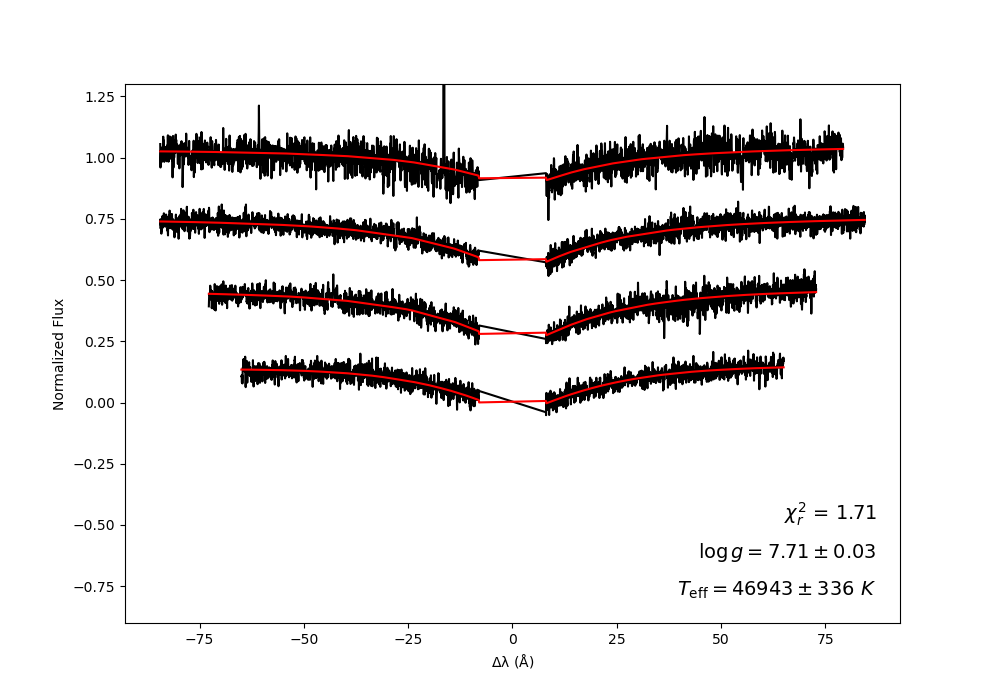 Normalized Flux
1.25
1.00
0.75
0.50
0.25
0.00
−0.25
−0.50
−0.75
χ²ᵣ = 1.71
log g = 7.71 ± 0.03
T_eff = 46943 ± 336 K
−75 −50 −25 0 25 50 75
Δλ (Å)